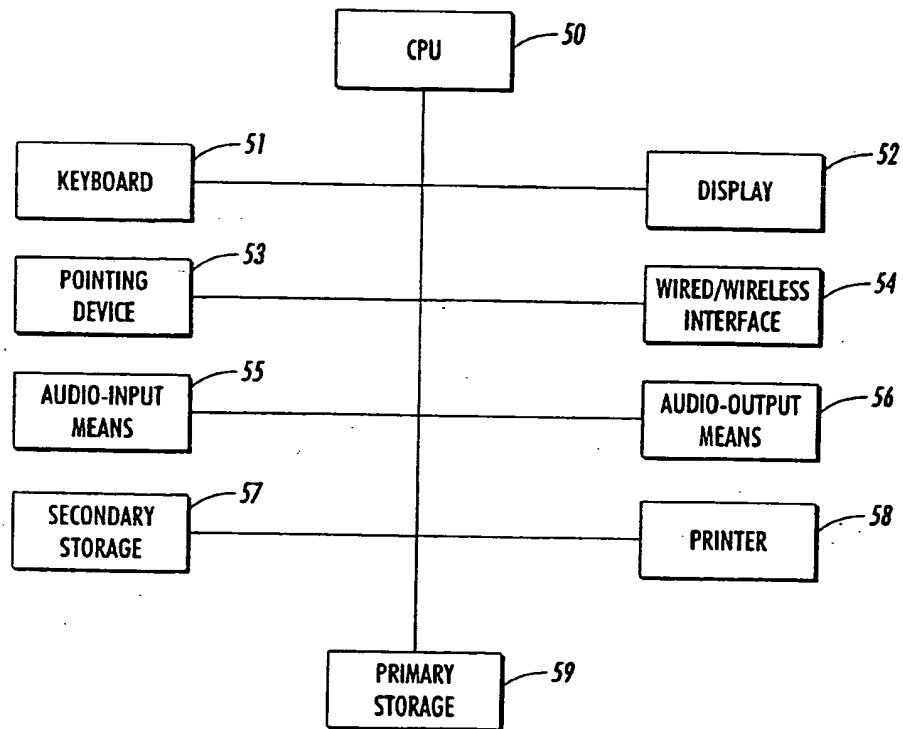 CPU
50
KEYBOARD
51
DISPLAY
52
POINTING
DEVICE
53
WIRED/WIRELESS
INTERFACE
54
AUDIO-INPUT
MEANS
55
AUDIO-OUTPUT
MEANS
56
SECONDARY
STORAGE
57
PRINTER
58
PRIMARY
STORAGE
59